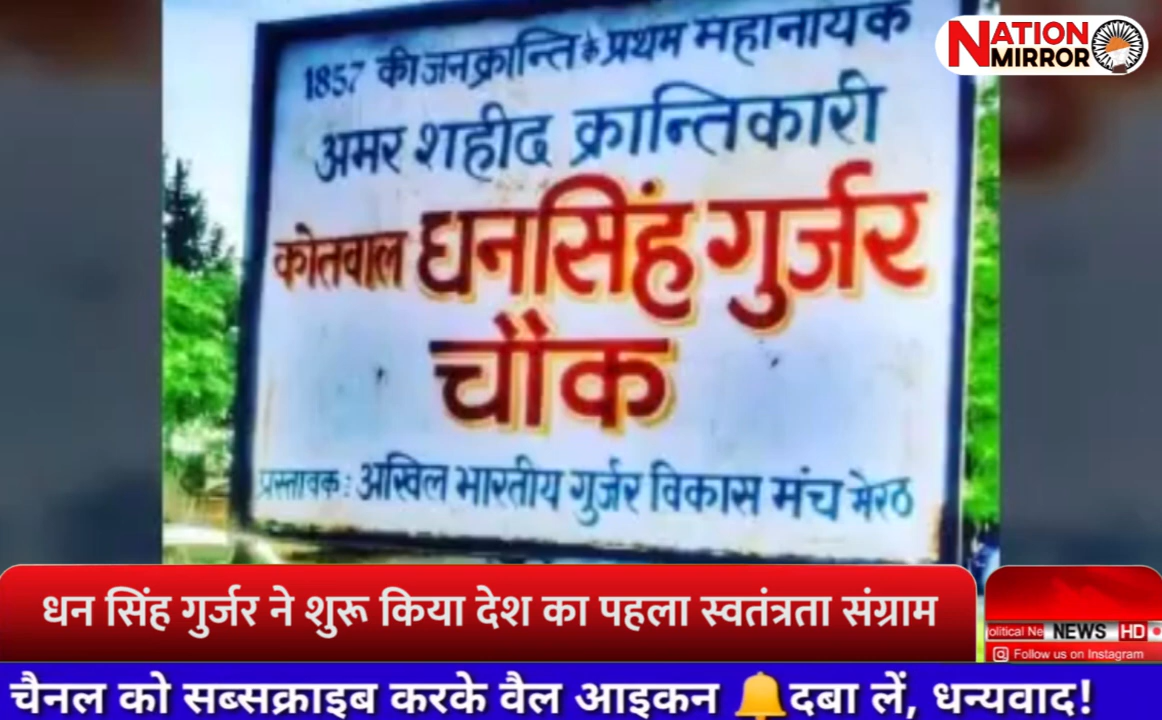 NATION
MIRROR
1857 की जनक्रान्ति के प्रथम महानायक
अमर शहीद क्रान्तिकारी
कोतवाल धनसिंह गुर्जर
चौक
प्रस्तावक: अखिल भारतीय गुर्जर विकास मंच मेरठ
धन सिंह गुर्जर ने शुरू किया देश का पहला स्वतंत्रता संग्राम
olitical Ne NEWS HD
Follow us on Instagram
चैनल को सब्सक्राइब करके वैल आइकन 🔔दबा लें, धन्यवाद!